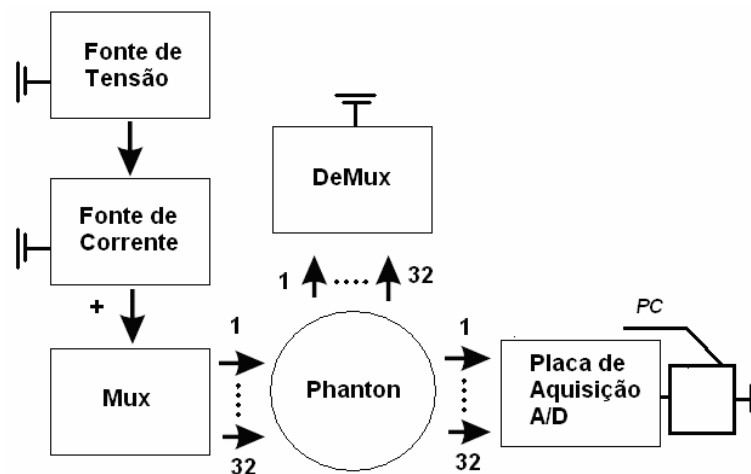 Fonte de
Tensão
Fonte de
Corrente
+
Mux
1
32
DeMux
1
32
Phanton
1
32
Placa de
Aquisição
A/D
PC